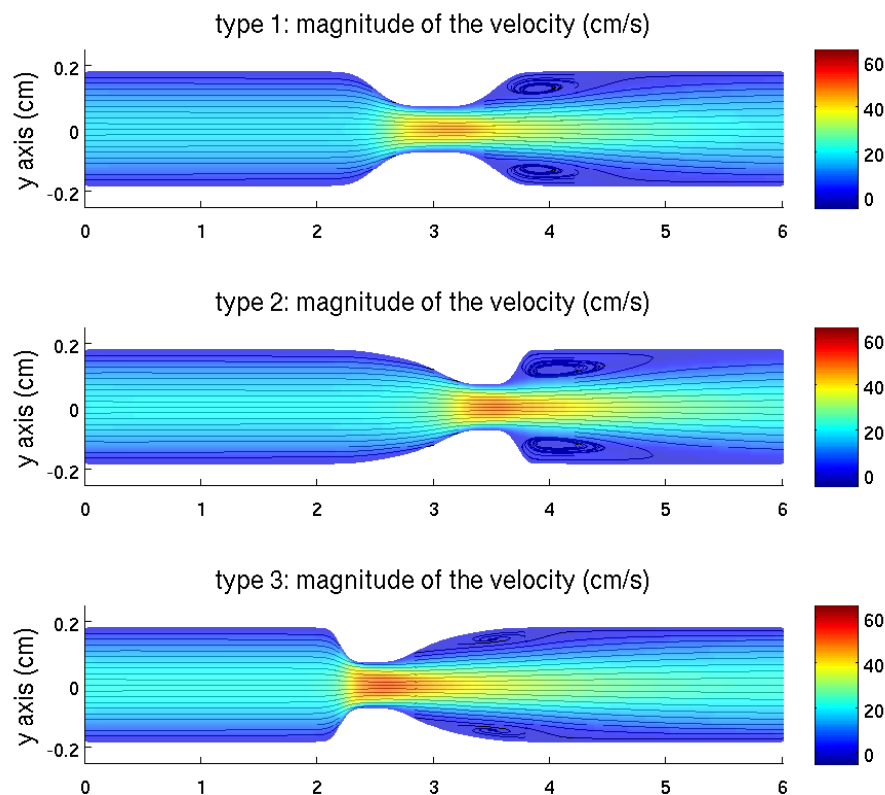 type 1: magnitude of the velocity (cm/s)
y axis (cm)
0.2
0
-0.2
0 1 2 3 4 5 6
60
40
20
0
type 2: magnitude of the velocity (cm/s)
y axis (cm)
0.2
0
-0.2
0 1 2 3 4 5 6
60
40
20
0
type 3: magnitude of the velocity (cm/s)
y axis (cm)
0.2
0
-0.2
0 1 2 3 4 5 6
60
40
20
0